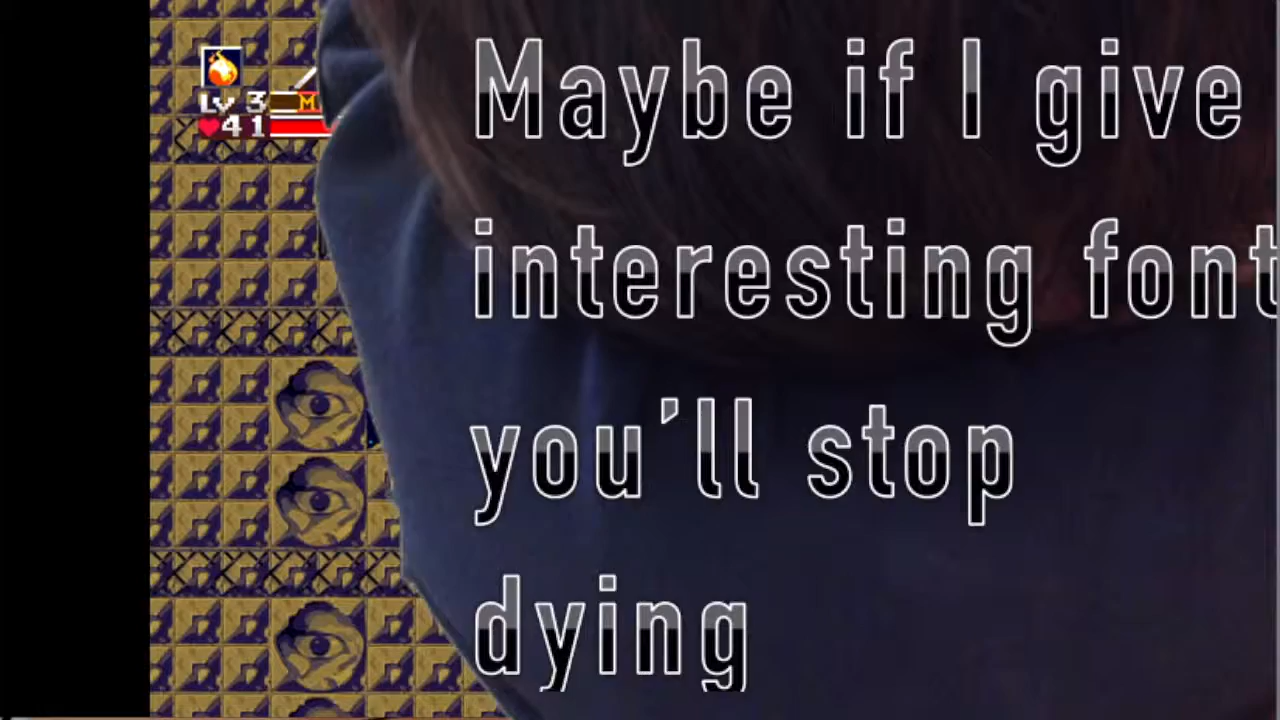 Lv 3 M
41
Maybe if I give
interesting font
you'll stop
dying